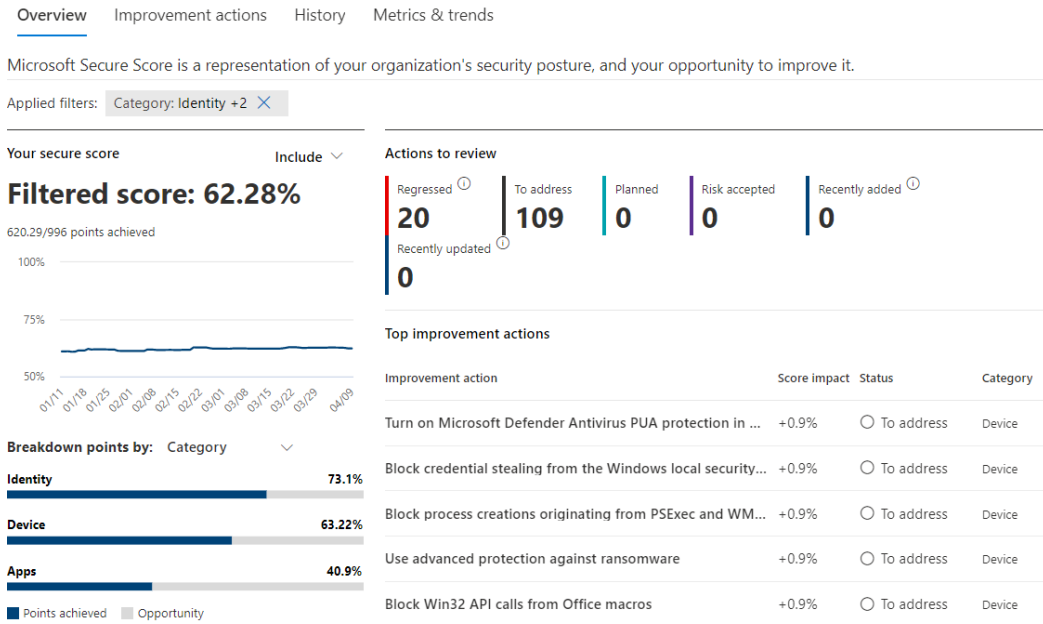 Overview Improvement actions History Metrics & trends
Microsoft Secure Score is a representation of your organization's security posture, and your opportunity to improve it.
Applied filters: Category: Identity +2
Your secure score Include
Filtered score: 62.28%
620.29/996 points achieved
100%
75%
50%
01/11 01/18 01/25 02/01 02/08 02/15 02/22 03/01 03/08 03/15 03/22 03/29 04/09
Breakdown points by: Category
Identity 73.1%
Device 63.22%
Apps 40.9%
Points achieved Opportunity
Actions to review
Regressed To address Planned Risk accepted Recently added
20 109 0 0 0
Recently updated
0
Top improvement actions
Improvement action Score impact Status Category
Turn on Microsoft Defender Antivirus PUA protection in ... +0.9% To address Device
Block credential stealing from the Windows local security... +0.9% To address Device
Block process creations originating from PSExec and WM... +0.9% To address Device
Use advanced protection against ransomware +0.9% To address Device
Block Win32 API calls from Office macros +0.9% To address Device